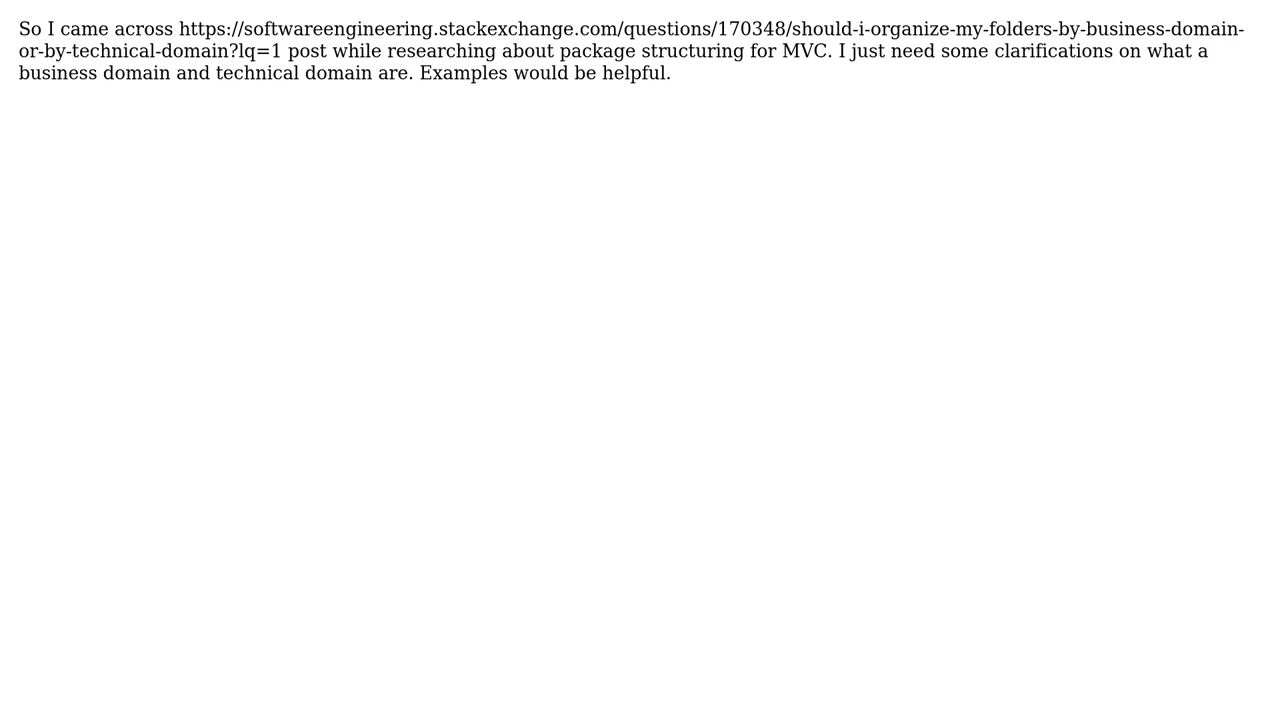 So I came across https://softwareengineering.stackexchange.com/questions/170348/should-i-organize-my-folders-by-business-domain-
or-by-technical-domain?lq=1 post while researching about package structuring for MVC. I just need some clarifications on what a
business domain and technical domain are. Examples would be helpful.